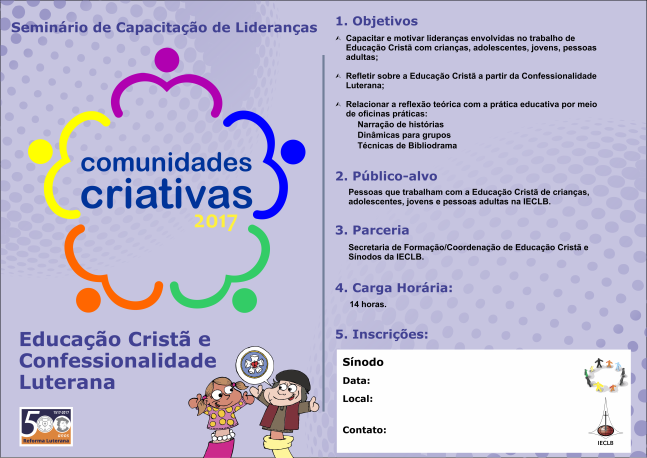 Seminário de Capacitação de Lideranças
comunidades
criativas
2017
Educação Cristã e
Confessionalidade
Luterana
1517-2017
500
anos
Reforma Luterana
1. Objetivos
Capacitar e motivar lideranças envolvidas no trabalho de
Educação Cristã com crianças, adolescentes, jovens, pessoas
adultas;
Refletir sobre a Educação Cristã a partir da Confessionalidade
Luterana;
Relacionar a reflexão teórica com a prática educativa por meio
de oficinas práticas:
Narração de histórias
Dinâmicas para grupos
Técnicas de Bibliodrama
2. Público-alvo
Pessoas que trabalham com a Educação Cristã de crianças,
adolescentes, jovens e pessoas adultas na IECLB.
3. Parceria
Secretaria de Formação/Coordenação de Educação Cristã e
Sínodos da IECLB.
4. Carga Horária:
14 horas.
5. Inscrições:
Sínodo
Data:
Local:
Contato:
IECLB